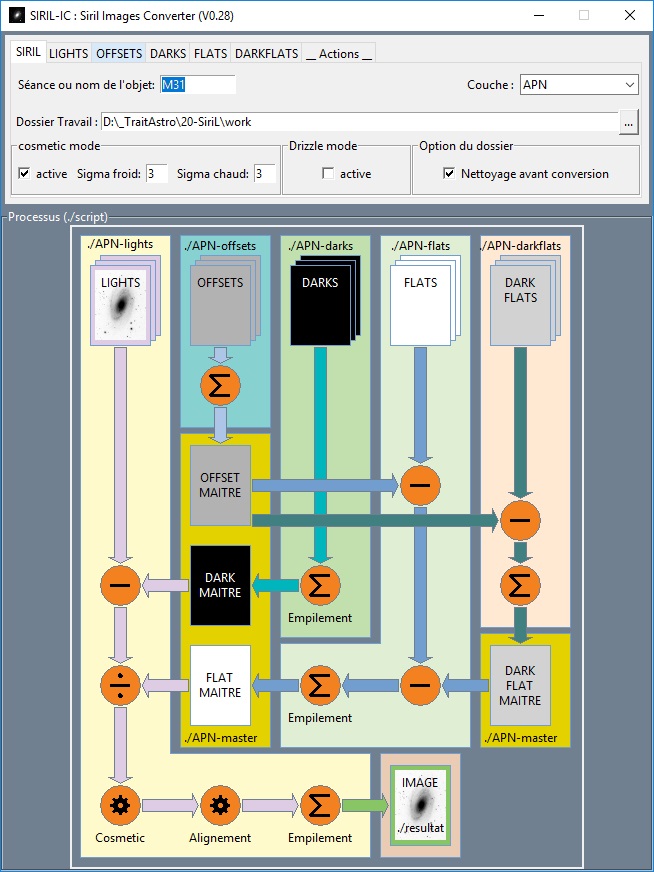 SIRIL-IC : Siril Images Converter (V0.28)
SIRIL LIGHTS OFFSETS DARKS FLATS DARKFLATS __ Actions __
Séance ou nom de l'objet: M31 Couche : APN
Dossier Travail : D:\_TraitAstro\20-SiriL\work ...
cosmetic mode Drizzle mode Option du dossier
active Sigma froid: 3 Sigma chaud: 3 active Nettoyage avant conversion
Processus (./script)
./APN-lights ./APN-offsets ./APN-darks ./APN-flats ./APN-darkflats
LIGHTS OFFSETS DARKS FLATS DARK
FLATS
Σ
OFFSET
MAITRE
−
−
DARK
MAITRE
− Σ Σ
Empilement
FLAT
MAITRE
DARK
FLAT
MAITRE
÷ Σ −
Empilement
./APN-master ./APN-master
IMAGE
./resultat
Σ
Cosmetic Alignement Empilement